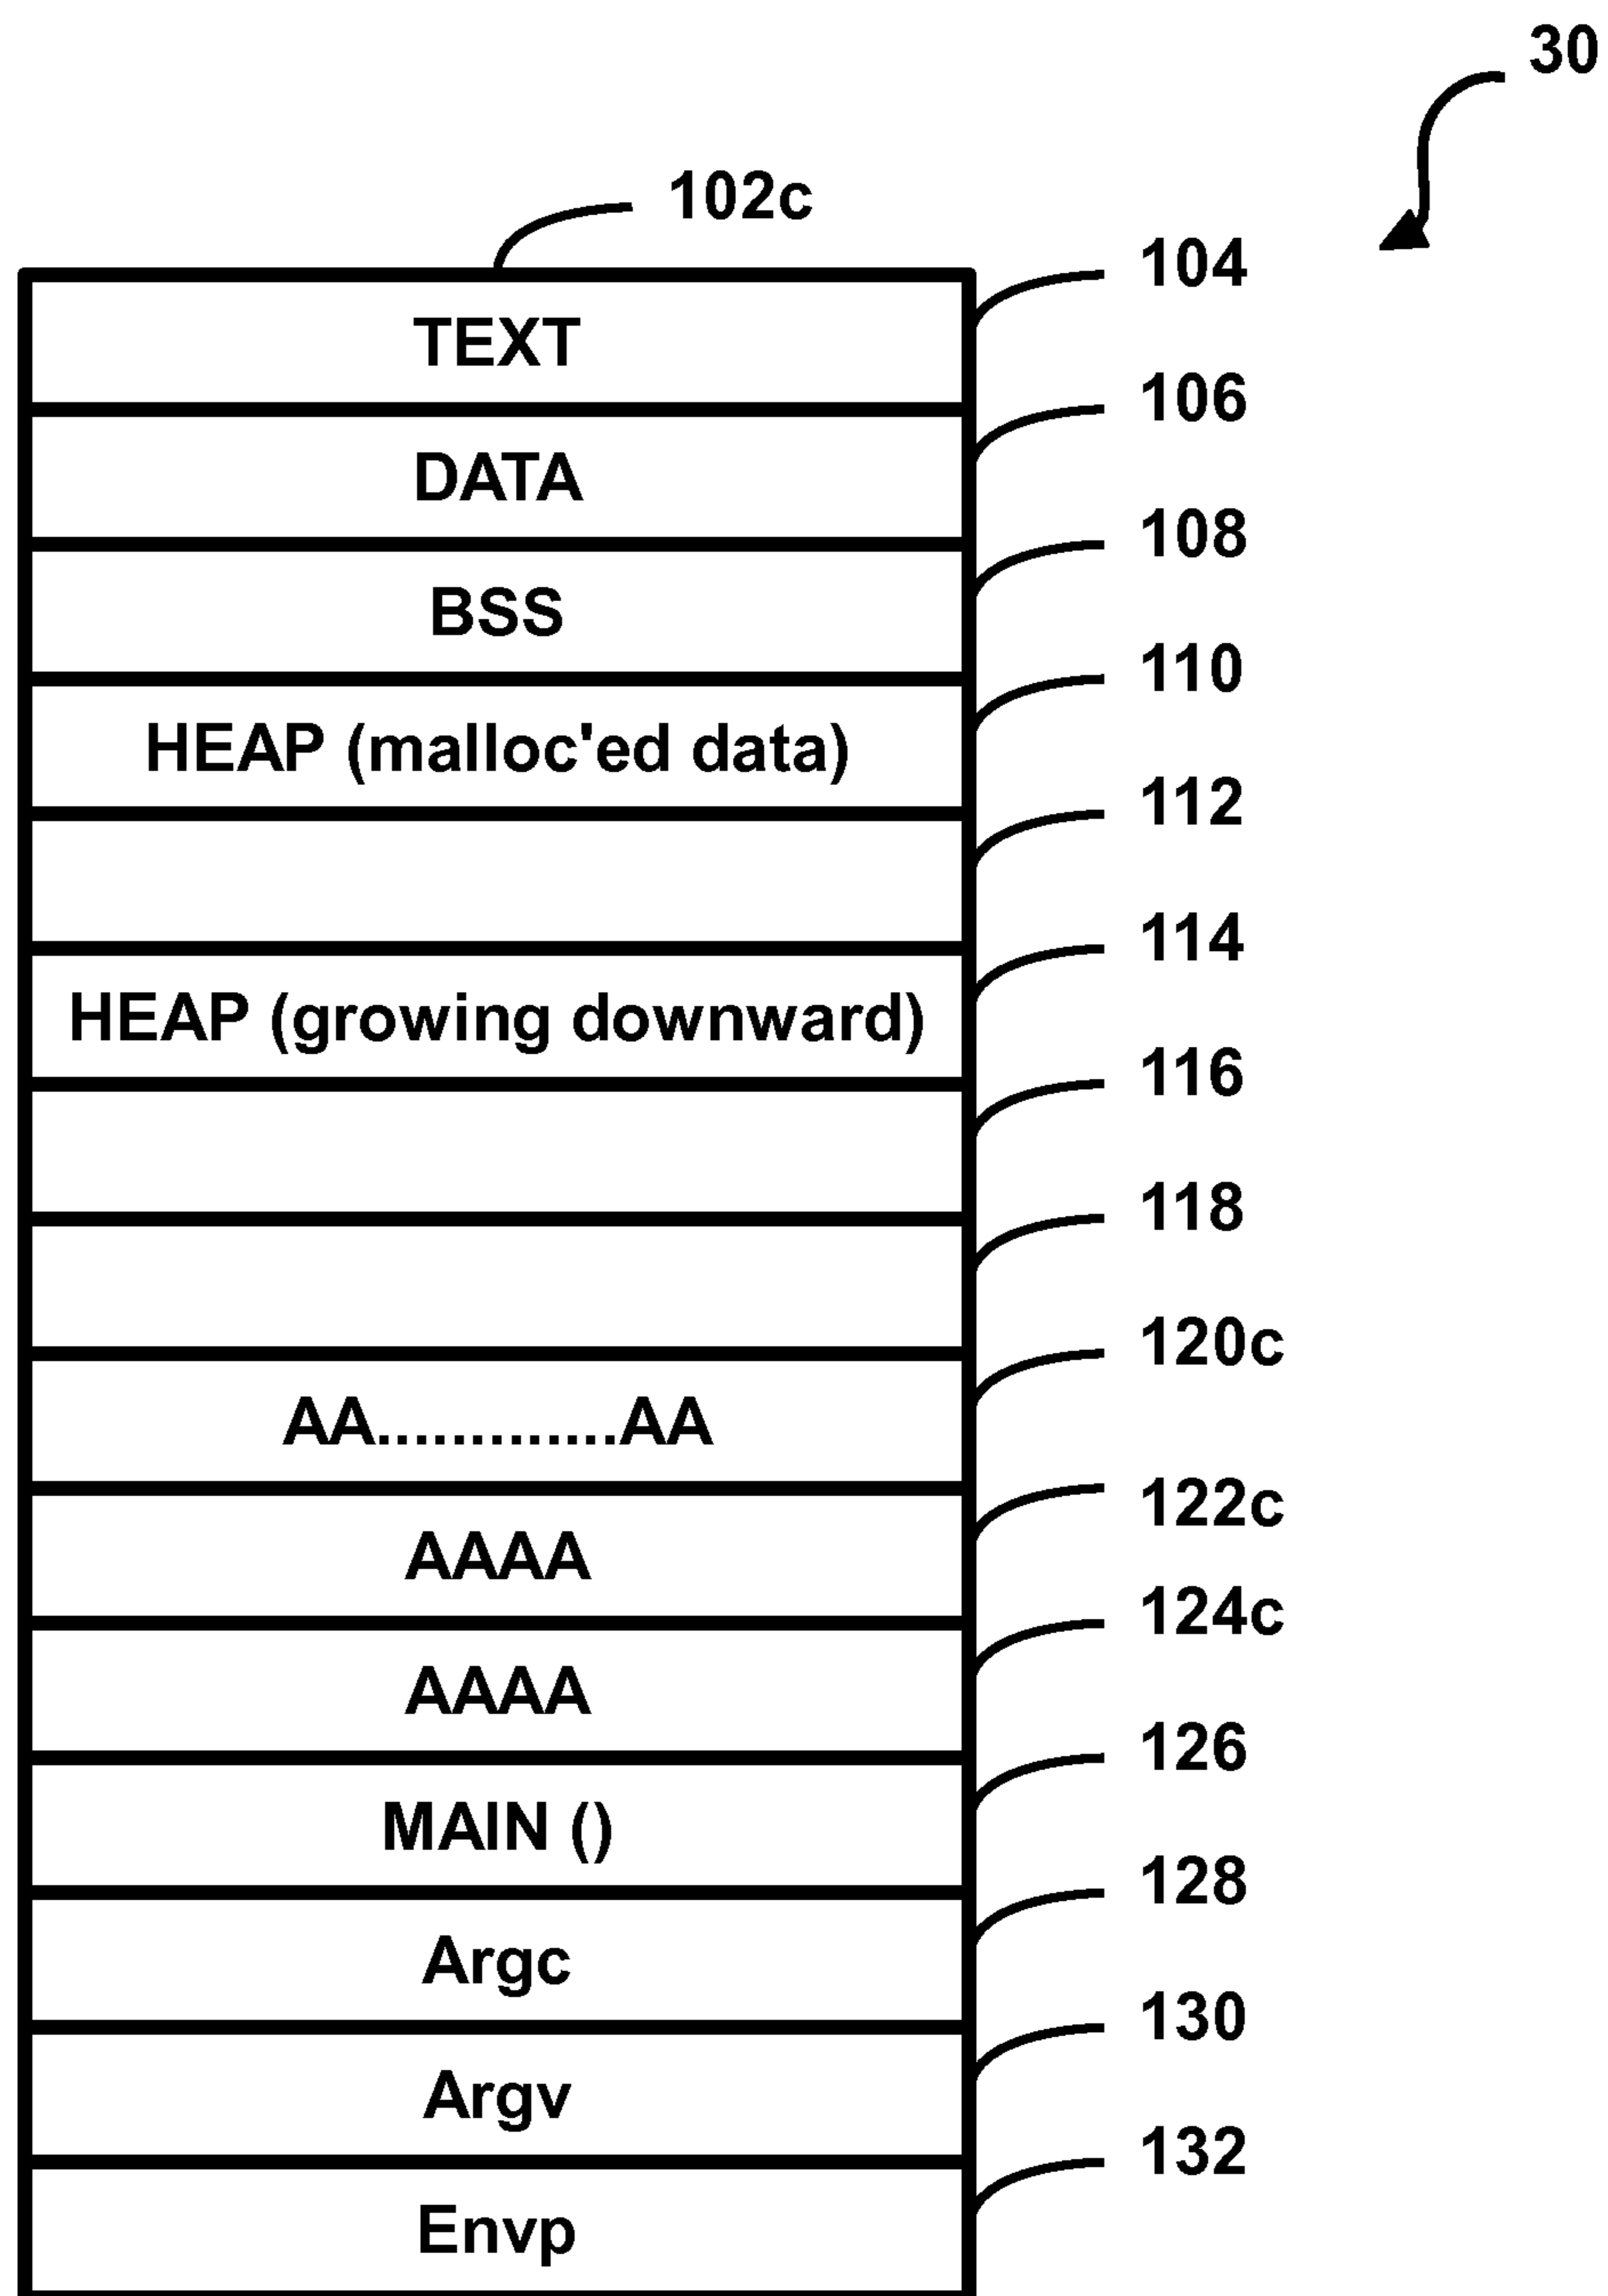 30
102c
104
TEXT
106
DATA
108
BSS
110
HEAP (malloc'ed data)
112
114
HEAP (growing downward)
116
118
120c
AA..............AA
122c
AAAA
124c
AAAA
126
MAIN ()
128
Argc
130
Argv
132
Envp